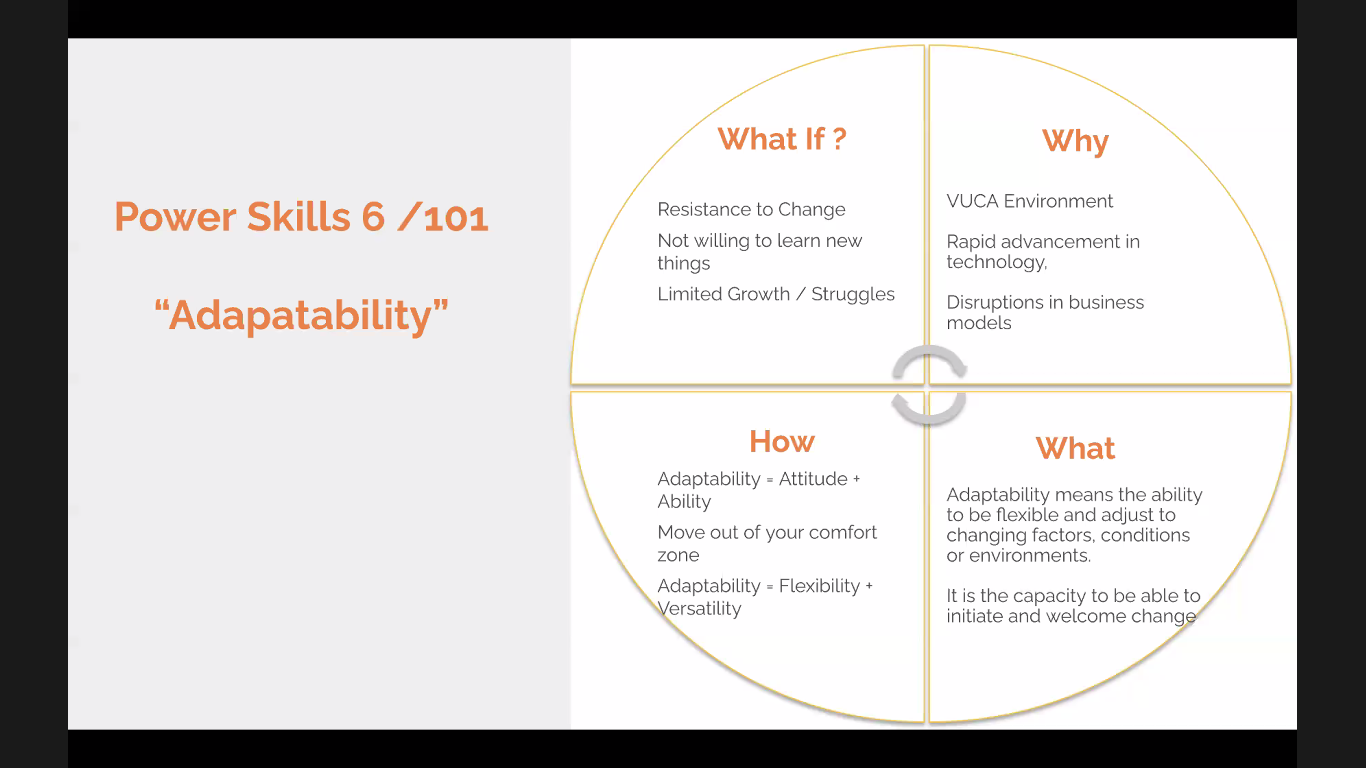 Power Skills 6 /101
“Adapatability”
What If ?
Resistance to Change
Not willing to learn new
things
Limited Growth / Struggles
Why
VUCA Environment
Rapid advancement in
technology,
Disruptions in business
models
How
Adaptability = Attitude +
Ability
Move out of your comfort
zone
Adaptability = Flexibility +
Versatility
What
Adaptability means the ability
to be flexible and adjust to
changing factors, conditions
or environments.
It is the capacity to be able to
initiate and welcome change